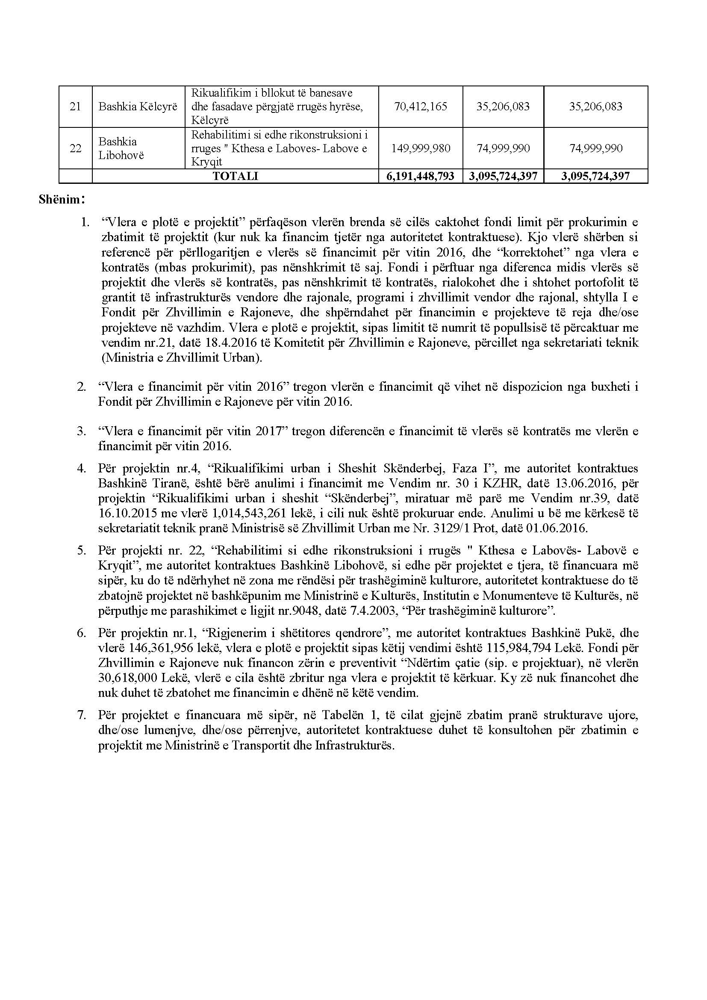 21 Bashkia Këlcyrë Rikualifikim i bllokut të banesave
dhe fasadave përgjatë rrugës hyrëse,
Këlcyrë 70,412,165 35,206,083 35,206,083
22 Bashkia
Libohovë Rehabilitimi si edhe rikonstruksioni i
rruges " Kthesa e Laboves- Labove e
Kryqit 149,999,980 74,999,990 74,999,990
TOTALI 6,191,448,793 3,095,724,397 3,095,724,397
Shënim:
1. “Vlera e plotë e projektit” përfaqëson vlerën brenda së cilës caktohet fondi limit për prokurimin e
zbatimit të projektit (kur nuk ka financim tjetër nga autoritetet kontraktuese). Kjo vlerë shërben si
referencë për përllogaritjen e vlerës së financimit për vitin 2016, dhe “korrektohet” nga vlera e
kontratës (mbas prokurimit), pas nënshkrimit të saj. Fondi i përftuar nga diferenca midis vlerës së
projektit dhe vlerës së kontratës, pas nënshkrimit të kontratës, rialokohet dhe i shtohet portofolit të
grantit të infrastrukturës vendore dhe rajonale, programi i zhvillimit vendor dhe rajonal, shtylla I e
Fondit për Zhvillimin e Rajoneve, dhe shpërndahet për financimin e projekteve të reja dhe/ose
projekteve në vazhdim. Vlera e plotë e projektit, sipas limitit të numrit të popullsisë të përcaktuar me
vendim nr.21, datë 18.4.2016 të Komitetit për Zhvillimin e Rajoneve, përcillet nga sekretariati teknik
(Ministria e Zhvillimit Urban).
2. “Vlera e financimit për vitin 2016” tregon vlerën e financimit që vihet në dispozicion nga buxheti i
Fondit për Zhvillimin e Rajoneve për vitin 2016.
3. “Vlera e financimit për vitin 2017” tregon diferencën e financimit të vlerës së kontratës me vlerën e
financimit për vitin 2016.
4. Për projektin nr.4, “Rikualifikimi urban i Sheshit Skënderbej, Faza I”, me autoritet kontraktues
Bashkinë Tiranë, është bërë anulimi i financimit me Vendim nr. 30 i KZHR, datë 13.06.2016, për
projektin “Rikualifikimi urban i sheshit “Skënderbej”, miratuar më parë me Vendim nr.39, datë
16.10.2015 me vlerë 1,014,543,261 lekë, i cili nuk është prokuruar ende. Anulimi u bë me kërkesë të
sekretariatit teknik pranë Ministrisë së Zhvillimit Urban me Nr. 3129/1 Prot, datë 01.06.2016.
5. Për projekti nr. 22, “Rehabilitimi si edhe rikonstruksioni i rrugës " Kthesa e Labovës- Labovë e
Kryqit”, me autoritet kontraktues Bashkinë Libohovë, si edhe për projektet e tjera, të financuara më
sipër, ku do të ndërhyhet në zona me rëndësi për trashëgiminë kulturore, autoritetet kontraktuese do të
zbatojnë projektet në bashkëpunim me Ministrinë e Kulturës, Institutin e Monumenteve të Kulturës, në
përputhje me parashikimet e ligjit nr.9048, datë 7.4.2003, “Për trashëgiminë kulturore”.
6. Për projektin nr.1, “Rigjenerim i shëtitores qendrore”, me autoritet kontraktues Bashkinë Pukë, dhe
vlerë 146,361,956 lekë, vlera e plotë e projektit sipas këtij vendimi është 115,984,794 Lekë. Fondi për
Zhvillimin e Rajoneve nuk financon zërin e preventivit “Ndërtim çatie (sip. e projektuar), në vlerën
30,618,000 Lekë, vlerë e cila është zbritur nga vlera e projektit të kërkuar. Ky zë nuk financohet dhe
nuk duhet të zbatohet me financimin e dhënë në këtë vendim.
7. Për projektet e financuara më sipër, në Tabelën 1, të cilat gjejnë zbatim pranë strukturave ujore,
dhe/ose lumenjve, dhe/ose përrenjve, autoritetet kontraktuese duhet të konsultohen për zbatimin e
projektit me Ministrinë e Transportit dhe Infrastrukturës.